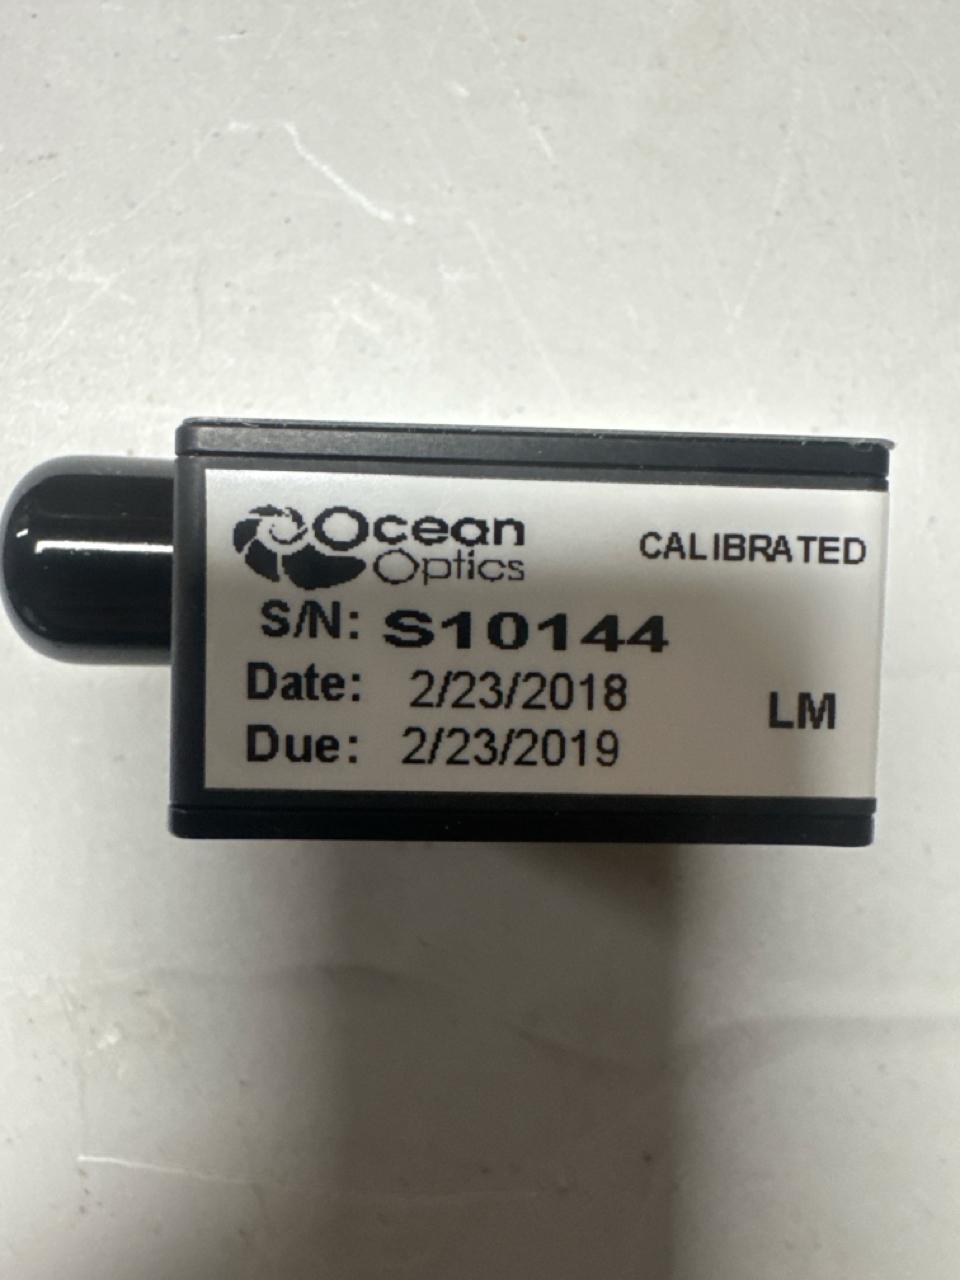 Ocean
Optics
CALIBRATED
S/N: S10144
Date: 2/23/2018
LM
Due: 2/23/2019